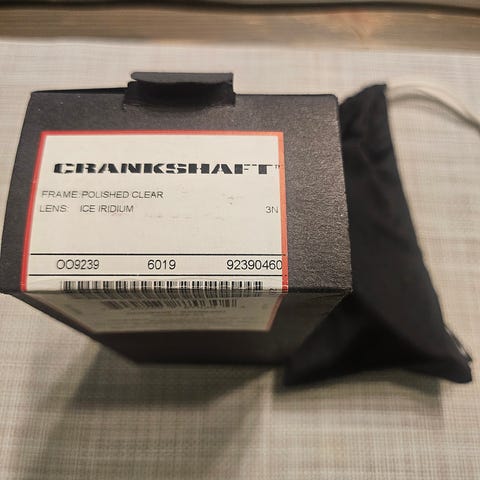 CRANKSHAFT™
FRAME: POLISHED CLEAR
LENS: ICE IRIDIUM 3N
OO9239 6019 92390460